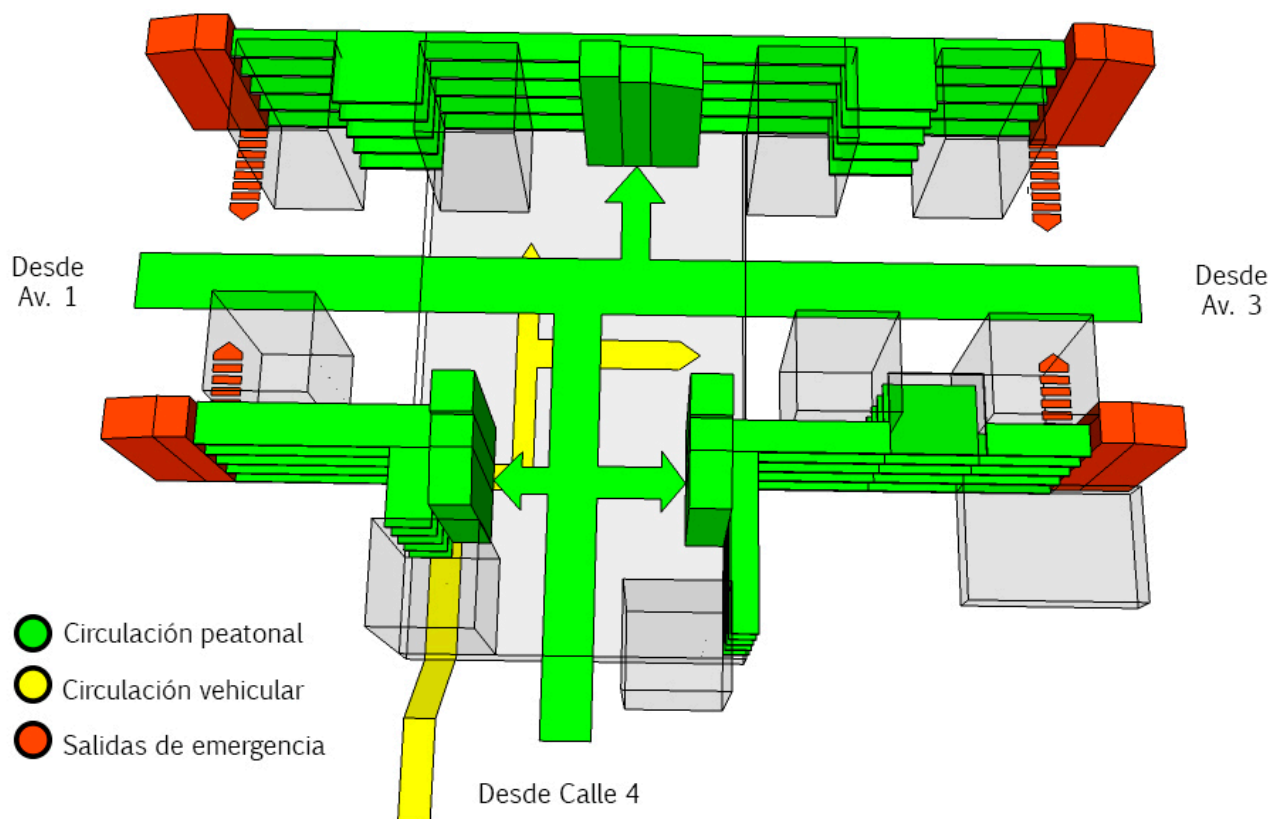 Desde
Av. 1
Desde
Av. 3
Circulación peatonal
Circulación vehicular
Salidas de emergencia
Desde Calle 4